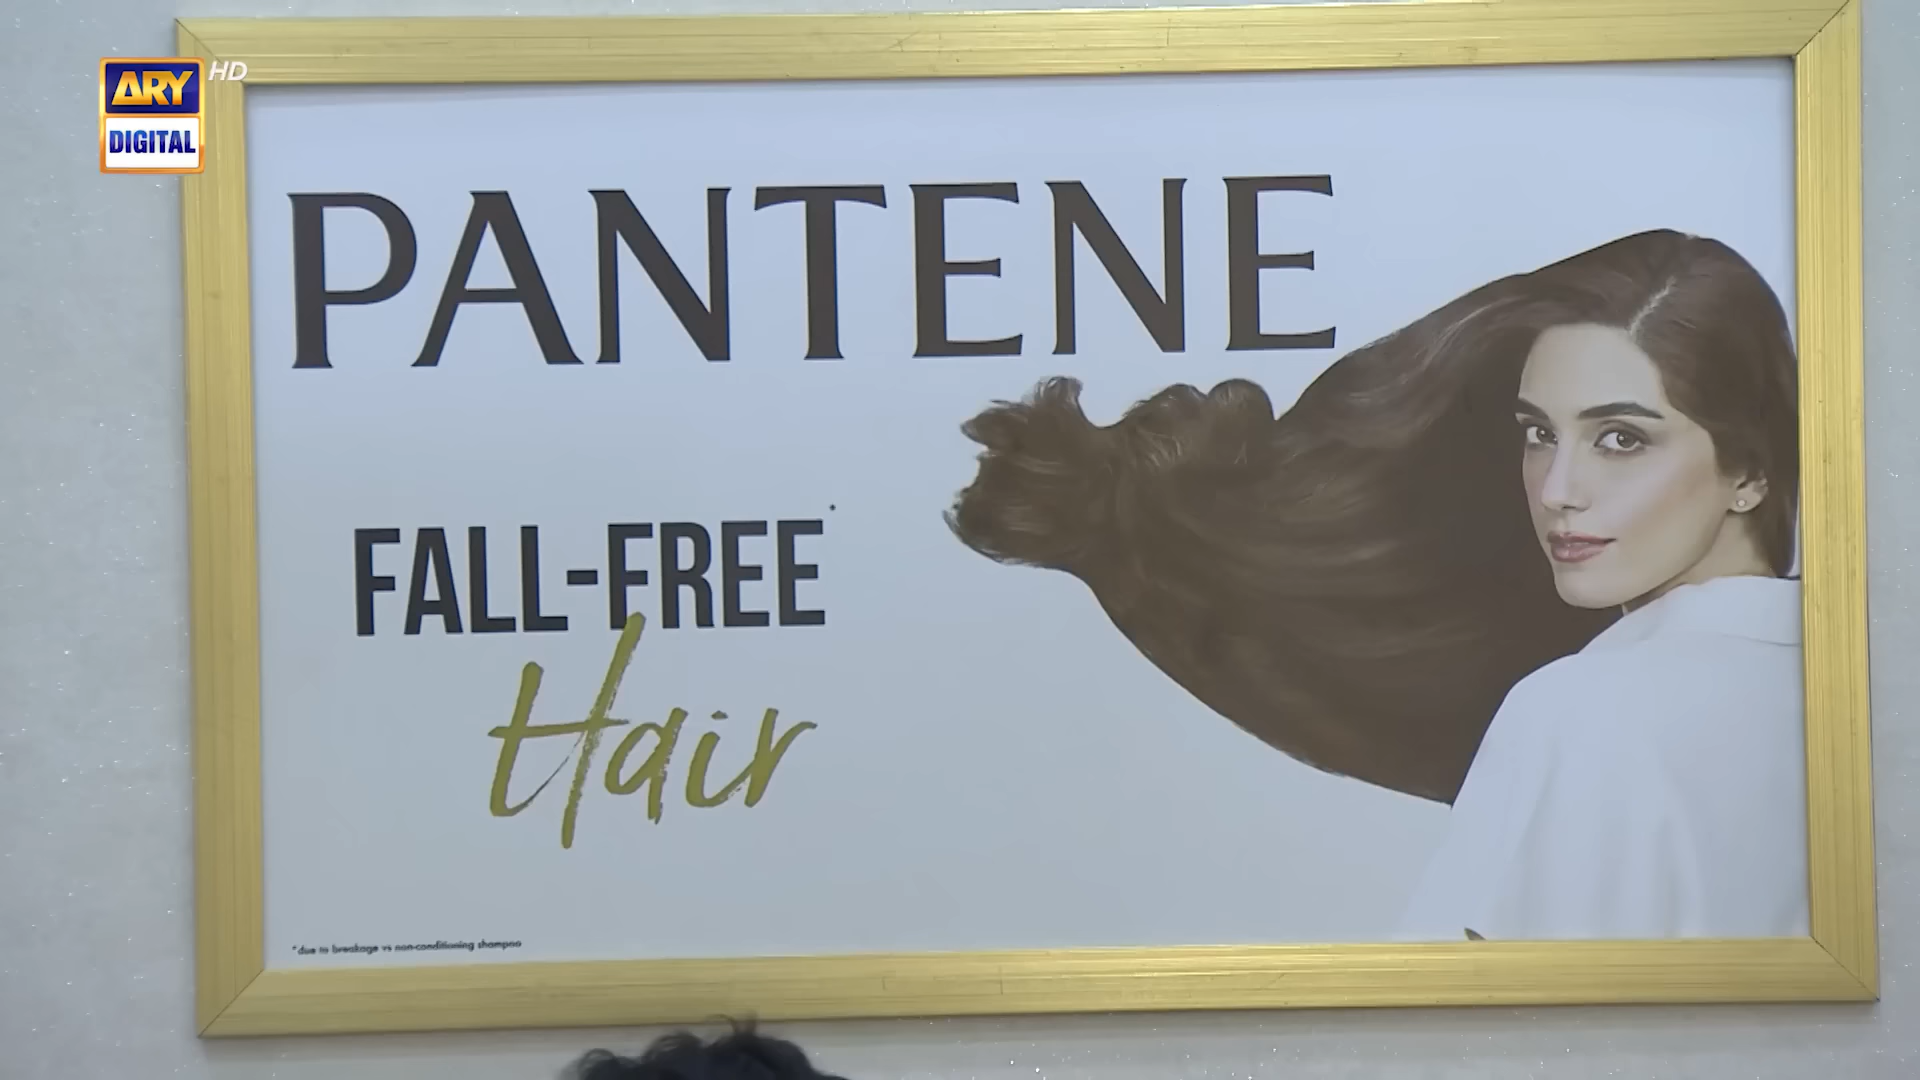 ARY HD
DIGITAL
PANTENE
FALL-FREE*
Hair
*due to breakage vs non-conditioning shampoo